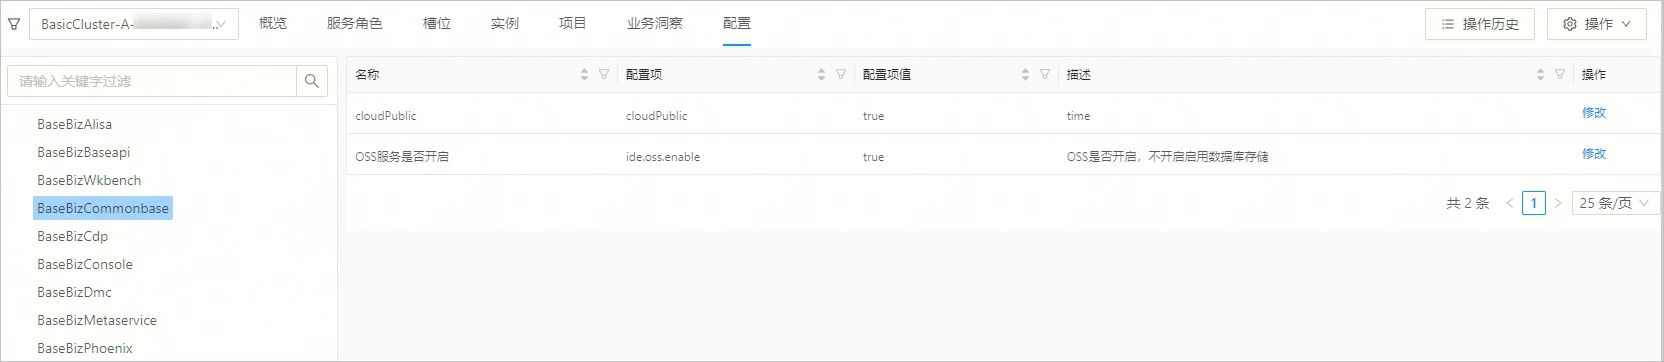 BasicCluster-A- .. 概览 服务角色 槽位 实例 项目 业务洞察 配置 操作历史 操作
请输入关键字过滤
BaseBizAlisa
BaseBizBaseapi
BaseBizWkbench
BaseBizCommonbase
BaseBizCdp
BaseBizConsole
BaseBizDmc
BaseBizMetaservice
BaseBizPhoenix
名称 配置项 配置项值 描述 操作
cloudPublic cloudPublic true time 修改
OSS服务是否开启 ide.oss.enable true OSS是否开启，不开启启用数据库存储 修改
共 2 条 < 1 > 25 条/页